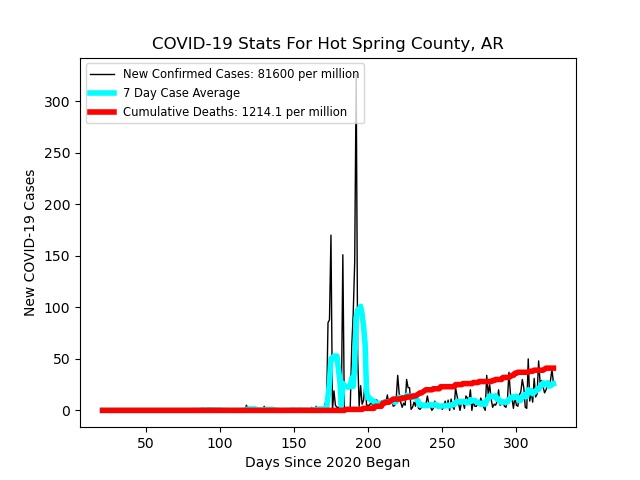 COVID-19 Stats For Hot Spring County, AR
New Confirmed Cases: 81600 per million
7 Day Case Average
Cumulative Deaths: 1214.1 per million
New COVID-19 Cases
300
250
200
150
100
50
0
50 100 150 200 250 300
Days Since 2020 Began